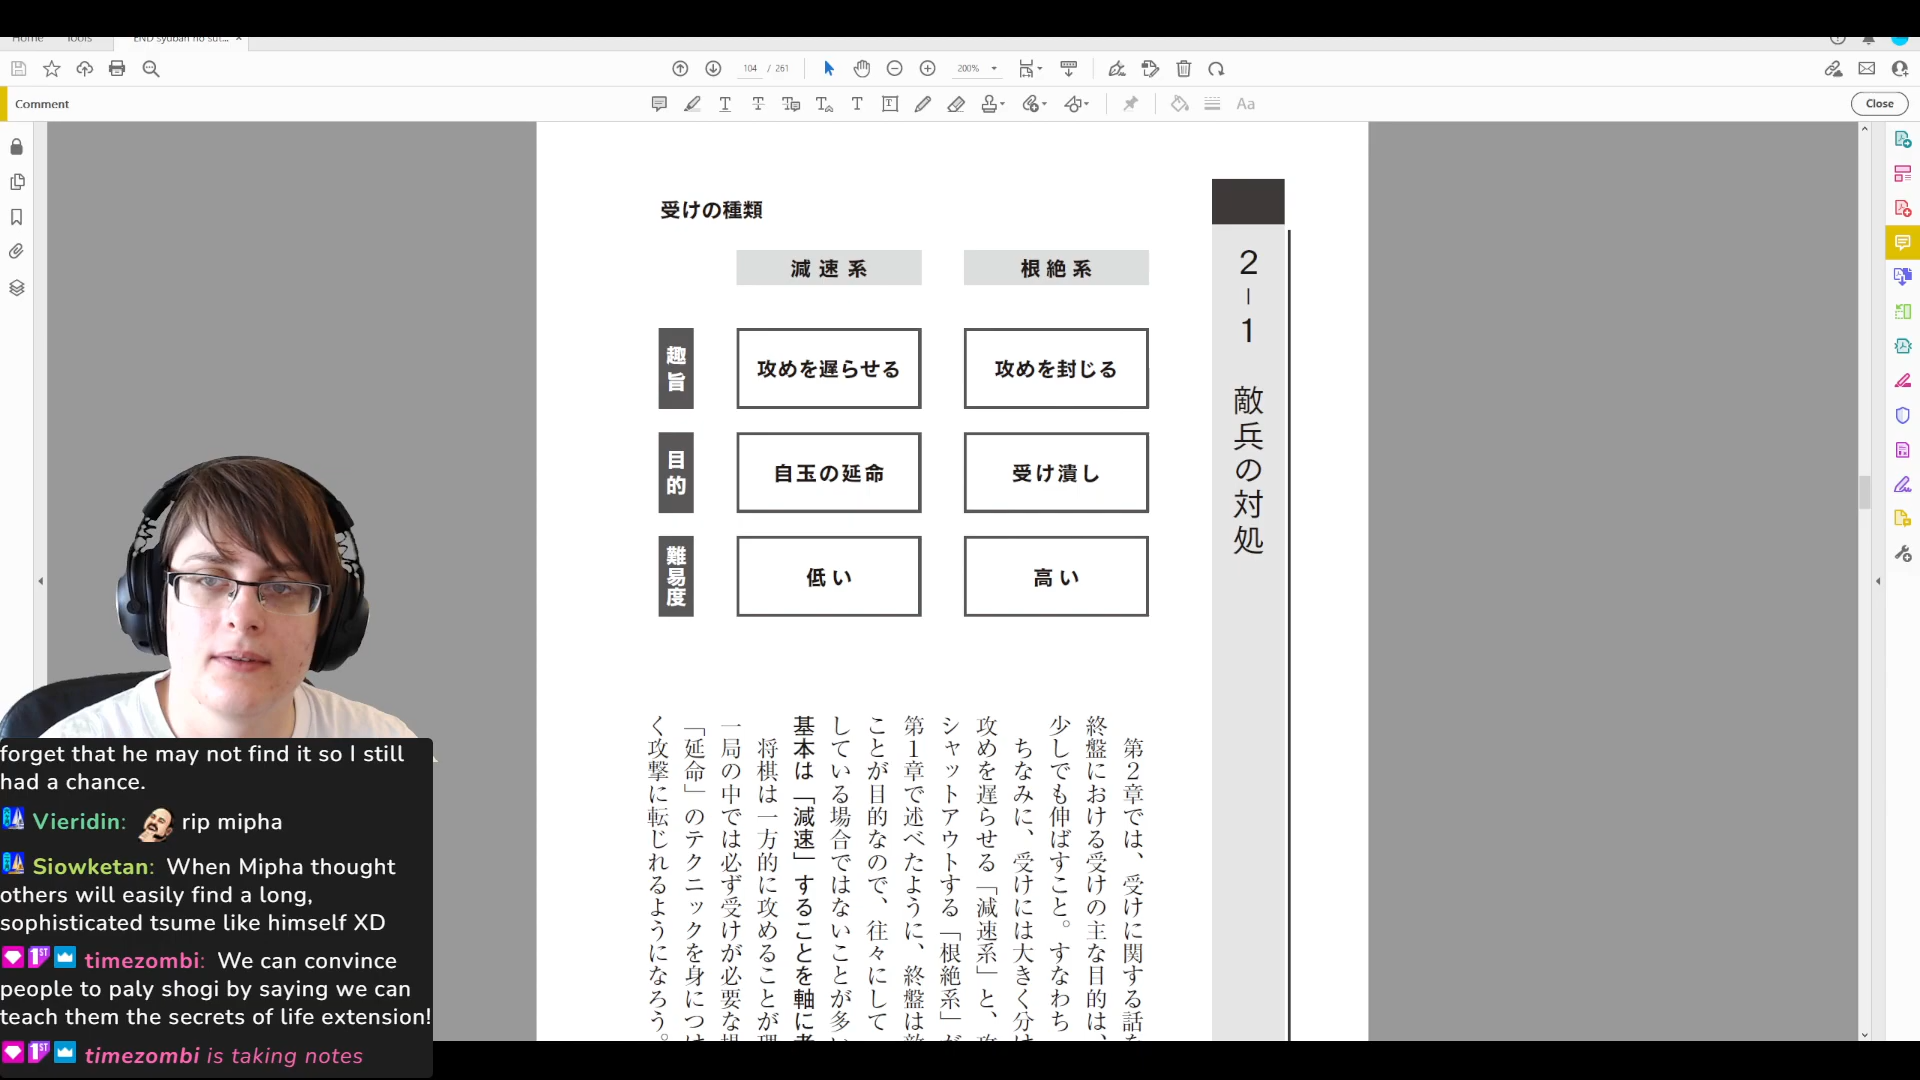 Home
Tools
END syuban no sut...
104 / 261
200%
Comment
Close
受けの種類
減速系
根絶系
趣旨
攻めを遅らせる
攻めを封じる
目的
自玉の延命
受け潰し
難易度
低い
高い
2-1 敵兵の対処
第2章では、受けに関する話を
終盤における受けの主な目的は、
少しでも伸ばすこと。すなわち
ちなみに、受けには大きく分け
攻めを遅らせる「減速系」と、攻
シャットアウトする「根絶系」が
第1章で述べたように、終盤は敵
ことが目的なので、往々にして
している場合ではないことが多い
基本は「減速」することを軸に考
将棋は一方的に攻めることが理
一局の中では必ず受けが必要な場
「延命」のテクニックを身につけ
く攻撃に転じれるようになろう。
forget that he may not find it so I still
had a chance.
Vieridin: rip mipha
Siowketan: When Mipha thought
others will easily find a long,
sophisticated tsume like himself XD
timezombi: We can convince
people to paly shogi by saying we can
teach them the secrets of life extension!
timezombi is taking notes